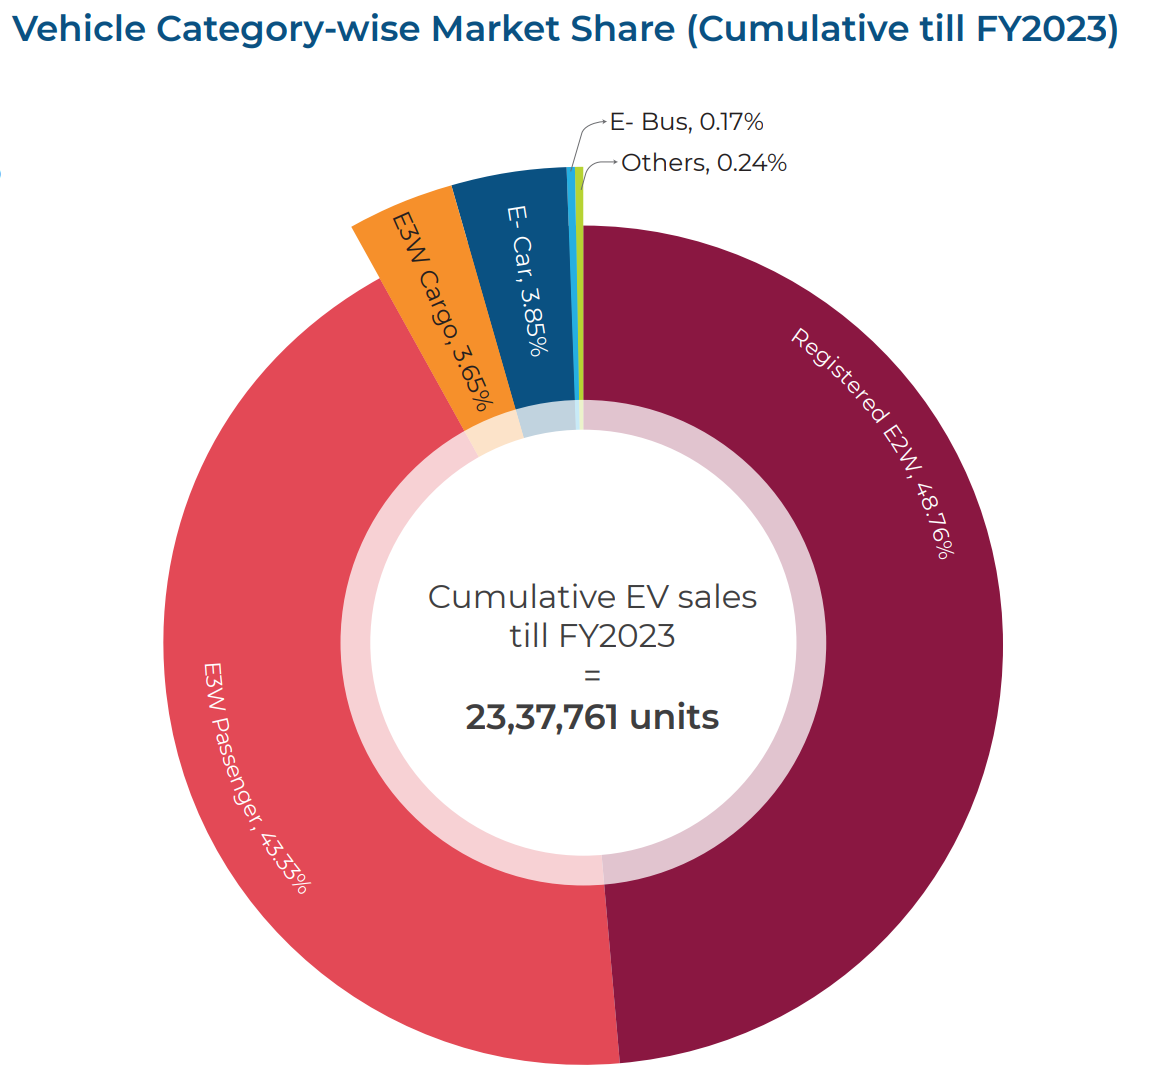 Vehicle Category-wise Market Share (Cumulative till FY2023)
E- Bus, 0.17%
Others, 0.24%
E- Car, 3.85%
E3W Cargo, 3.65%
Registered E2W, 48.76%
Cumulative EV sales
till FY2023
=
23,37,761 units
E3W Passenger, 43.33%